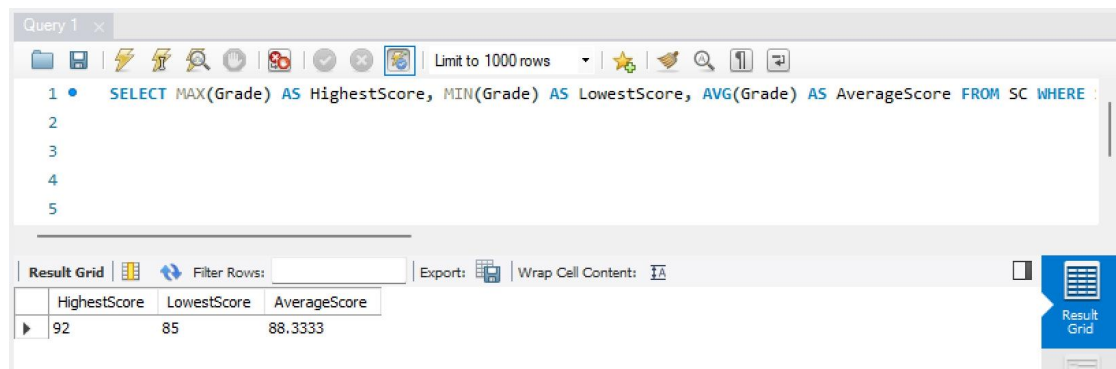 Query 1 ×
Limit to 1000 rows
1 SELECT MAX(Grade) AS HighestScore, MIN(Grade) AS LowestScore, AVG(Grade) AS AverageScore FROM SC WHERE
2
3
4
5
Result Grid Filter Rows: Export: Wrap Cell Content: IA
HighestScore LowestScore AverageScore
92 85 88.3333
Result
Grid